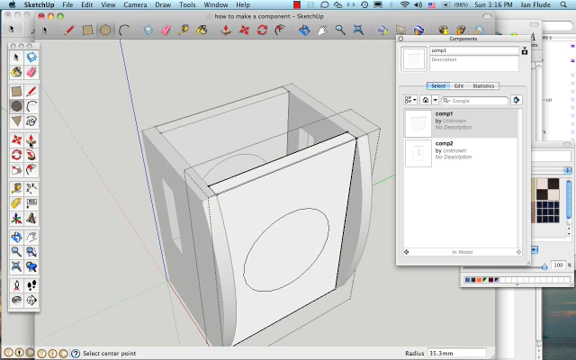 SketchUp File Edit View Camera Draw Tools Window Help
Sun 3:16 PM Ian Flude
how to make a component – SketchUp
Components
comp1
Description
Select Edit Statistics
Google
comp1
by Unknown
No Description
comp2
by Unknown
No Description
In Model
100 %
Select center point
Radius 35.3mm